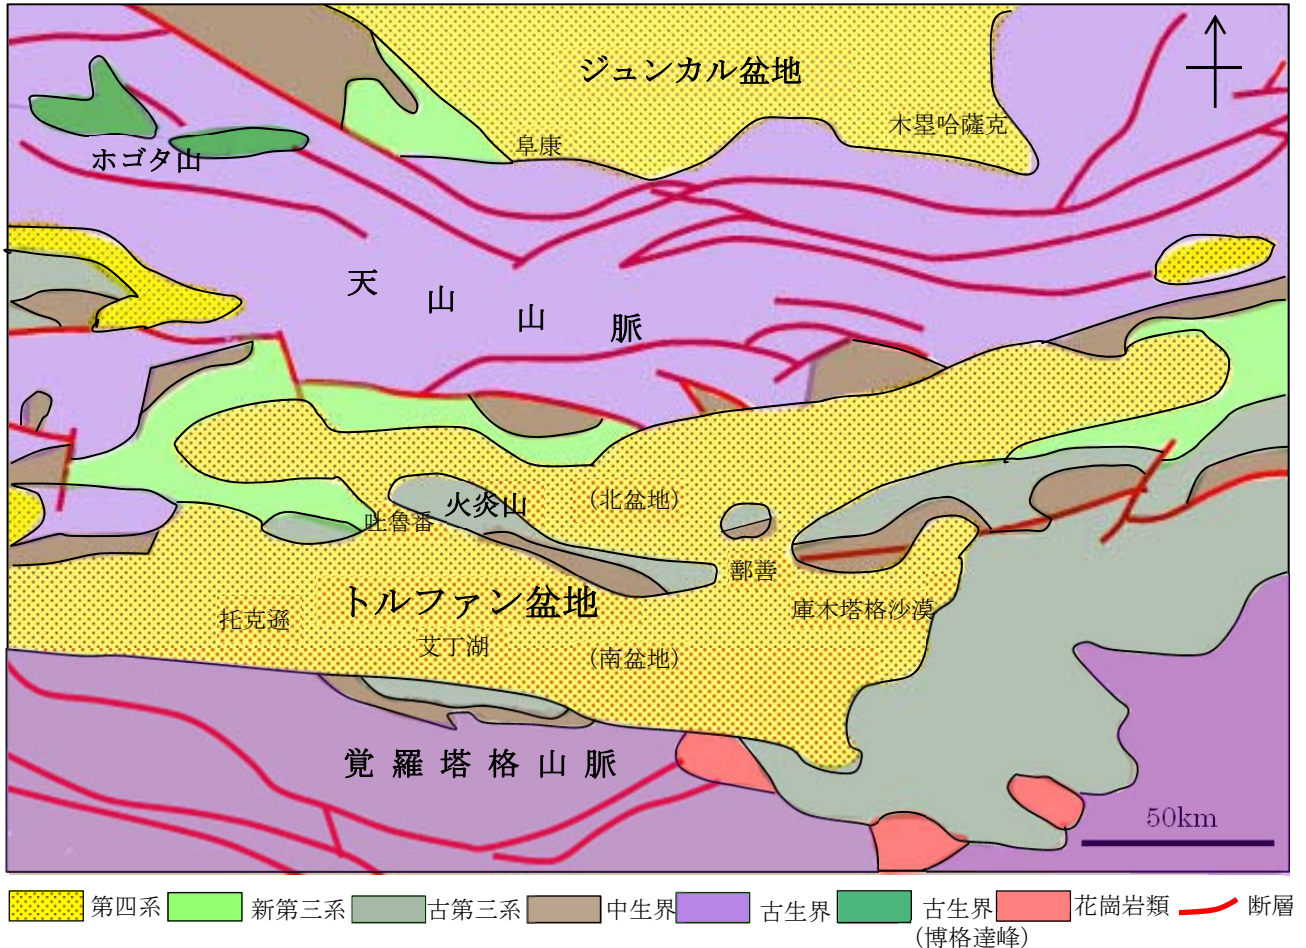 ジュンカル盆地
木塁哈薩克
阜康
ホゴタ山
天山山脈
火炎山
(北盆地)
吐魯番
鄯善
トルファン盆地
庫木塔格沙漠
托克遜
艾丁湖
(南盆地)
覚羅塔格山脈
50km
第四系
新第三系
古第三系
中生界
古生界
古生界
(博格達峰)
花崗岩類
断層